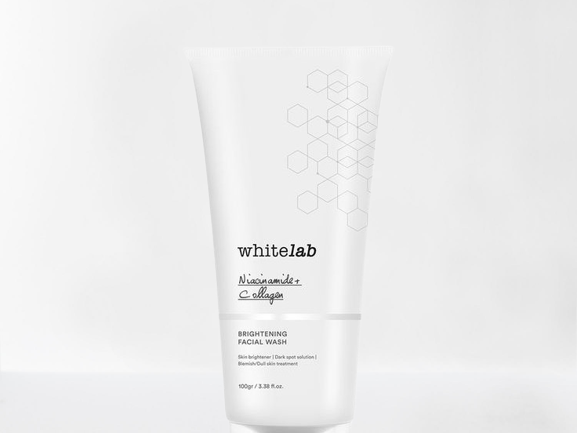 whitelab
Niacinamide +
Collagen
BRIGHTENING
FACIAL WASH
Skin brightener | Dark spot solution |
Blemish/Dull skin treatment
100gr / 3.38 fl.oz.